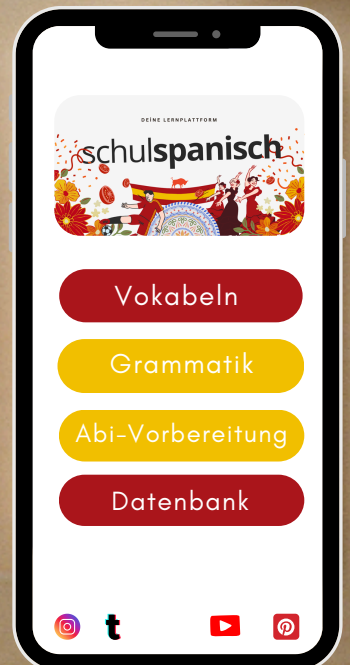 DEINE LERNPLATTFORM
schulspanisch
Vokabeln
Grammatik
Abi-Vorbereitung
Datenbank
t